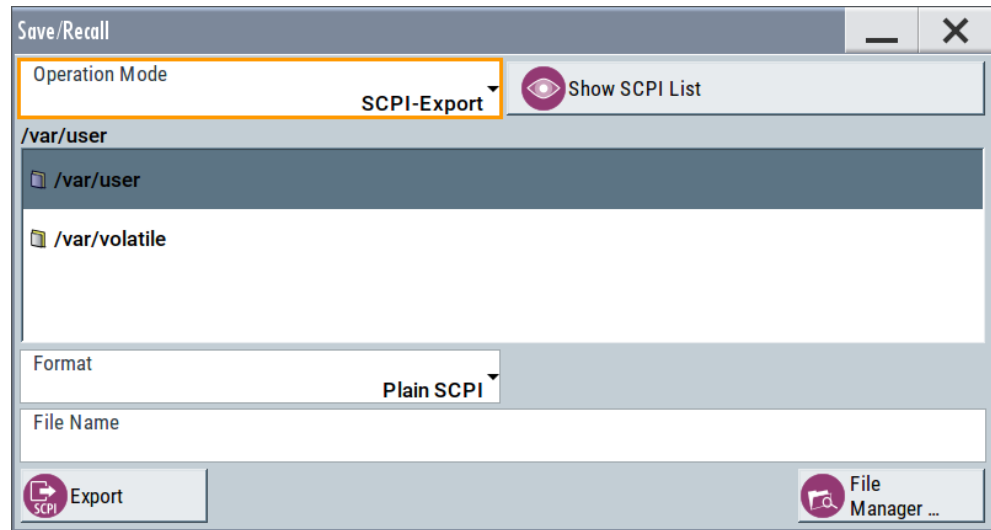 Save/Recall
Operation Mode
SCPI-Export
Show SCPI List
/var/user
/var/user
/var/volatile
Format
Plain SCPI
File Name
SCPI
Export
File
Manager ...